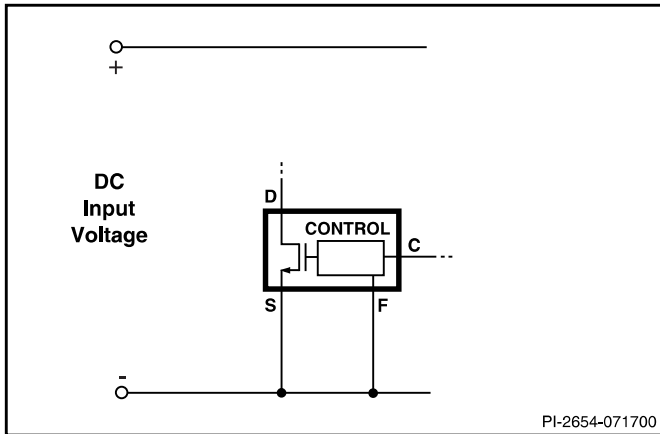 +
DC
Input
Voltage
D
CONTROL
C
S
F
-
PI-2654-071700